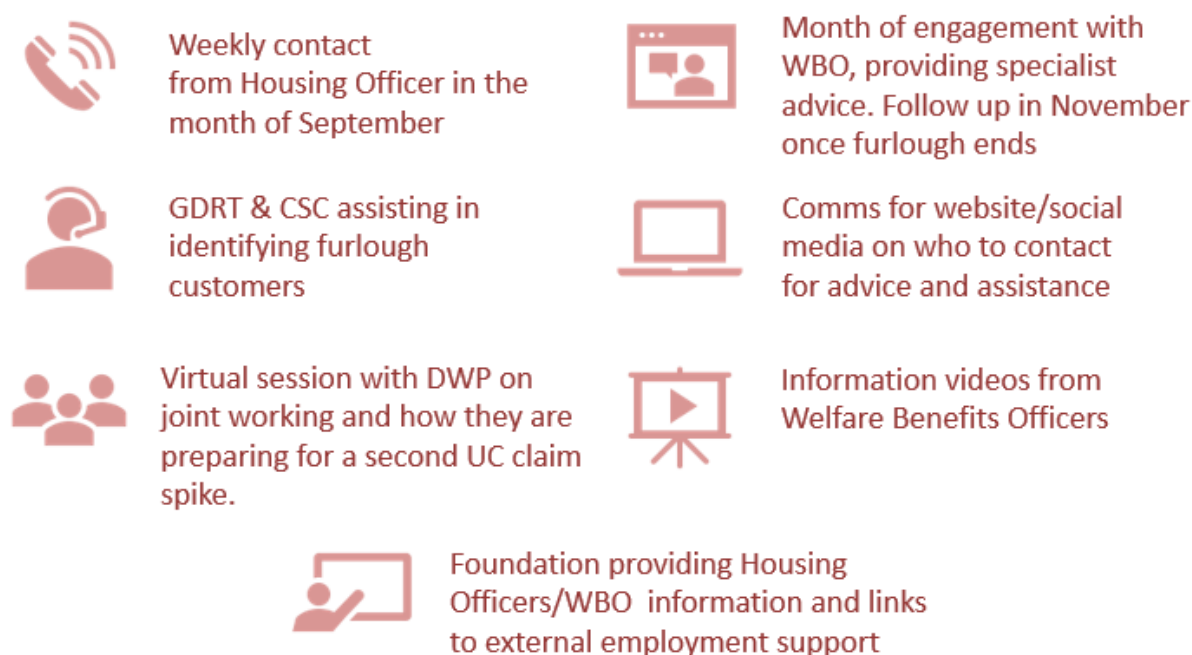 Weekly contact
from Housing Officer in the
month of September
Month of engagement with
WBO, providing specialist
advice. Follow up in November
once furlough ends
GDRT & CSC assisting in
identifying furlough
customers
Comms for website/social
media on who to contact
for advice and assistance
Virtual session with DWP on
joint working and how they are
preparing for a second UC claim
spike.
Information videos from
Welfare Benefits Officers
Foundation providing Housing
Officers/WBO information and links
to external employment support